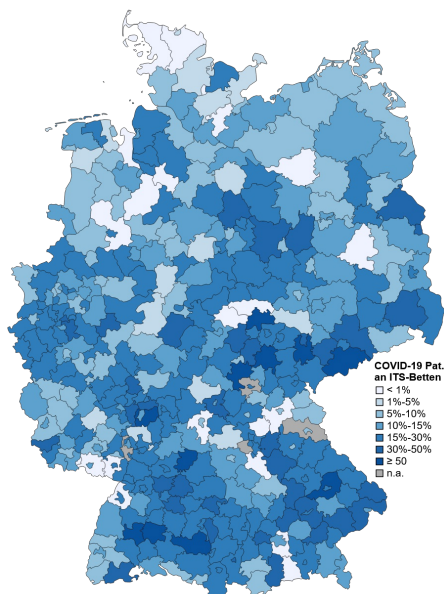 COVID-19 Pat.
an ITS-Betten
< 1%
1%-5%
5%-10%
10%-15%
15%-30%
30%-50%
≥ 50
n.a.